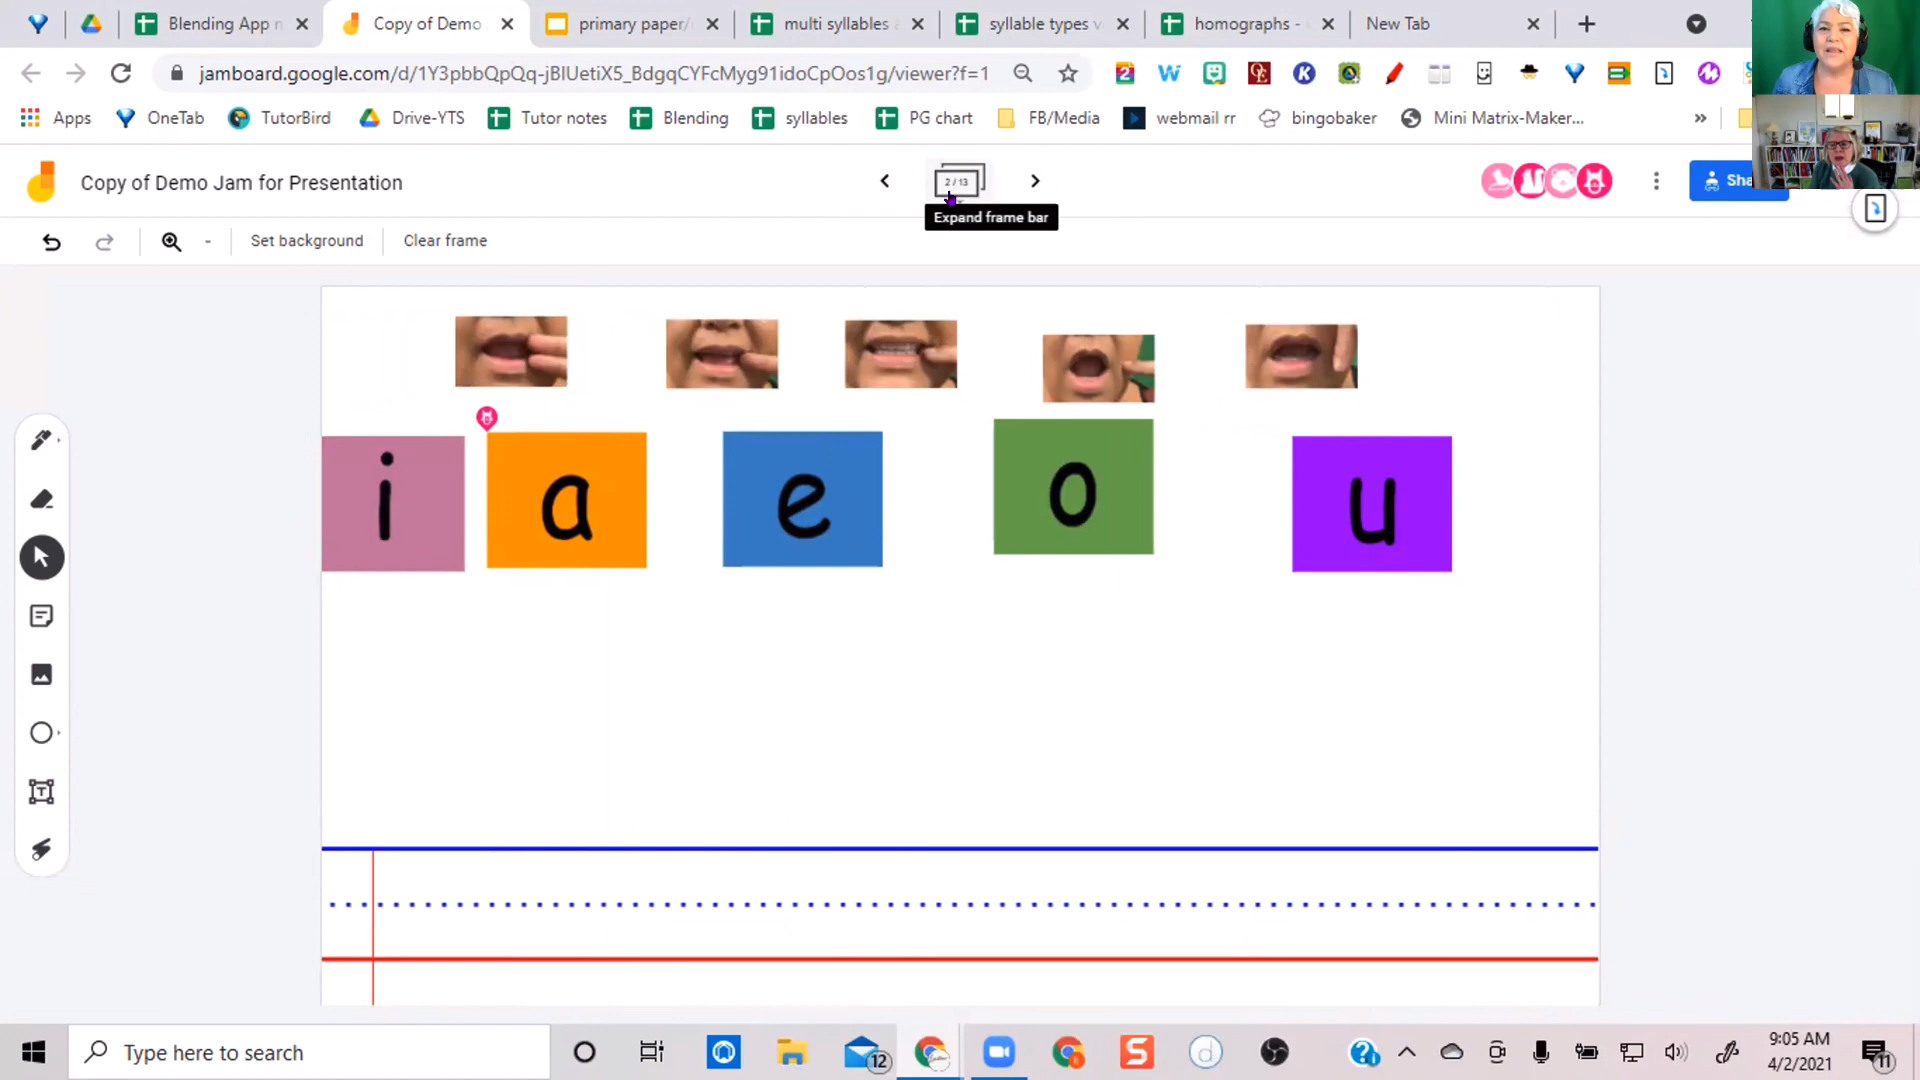 Blending App n
Copy of Demo
primary paper/
multi syllables a
syllable types v
homographs -
New Tab
jamboard.google.com/d/1Y3pbbQpQq-jBlUetiX5_BdgqCYFcMyg91idoCpOos1g/viewer?f=1
Apps
OneTab
TutorBird
Drive-YTS
Tutor notes
Blending
syllables
PG chart
FB/Media
webmail rr
bingobaker
Mini Matrix-Maker...
»
Copy of Demo Jam for Presentation
2 / 13
Sha
Expand frame bar
Set background
Clear frame
i a e o u
Type here to search
12
9:05 AM
4/2/2021
11